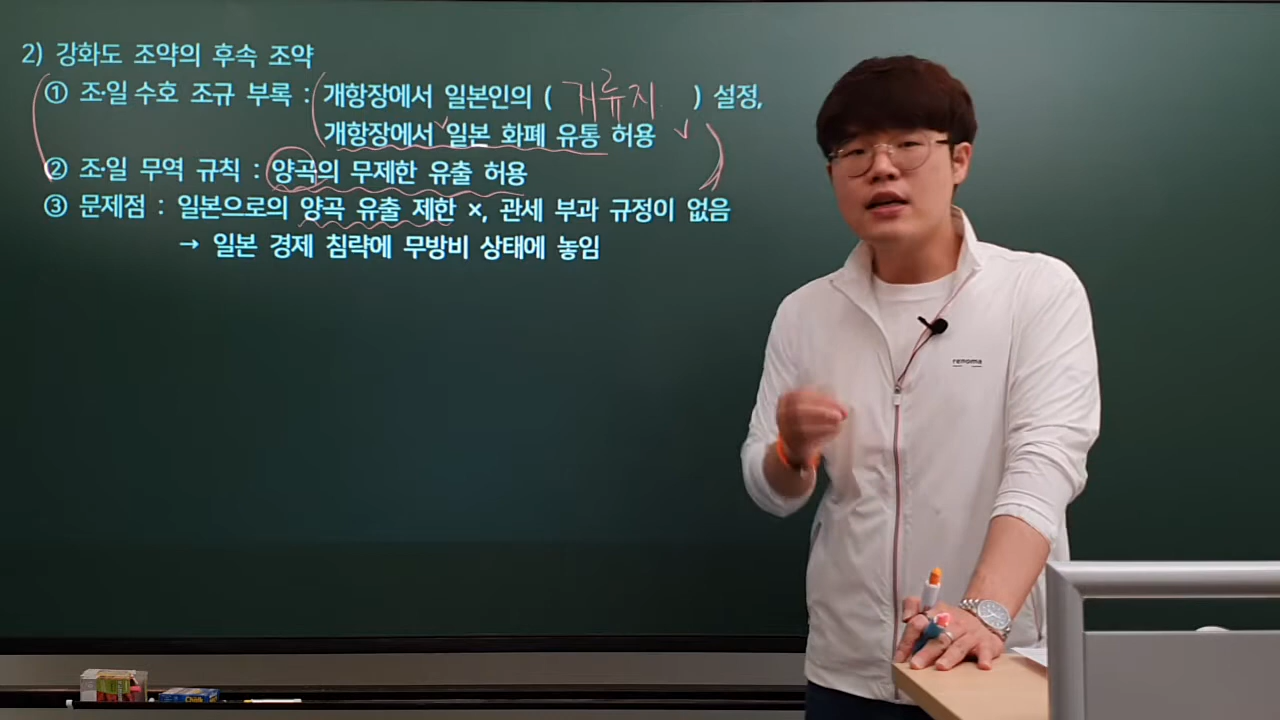 2) 강화도 조약의 후속 조약
① 조·일 수호 조규 부록 : 개항장에서 일본인의 ( 거류지 ) 설정,
개항장에서 일본 화폐 유통 허용
② 조·일 무역 규칙 : 양곡의 무제한 유출 허용
③ 문제점 : 일본으로의 양곡 유출 제한 ×, 관세 부과 규정이 없음
→ 일본 경제 침략에 무방비 상태에 놓임
renoma